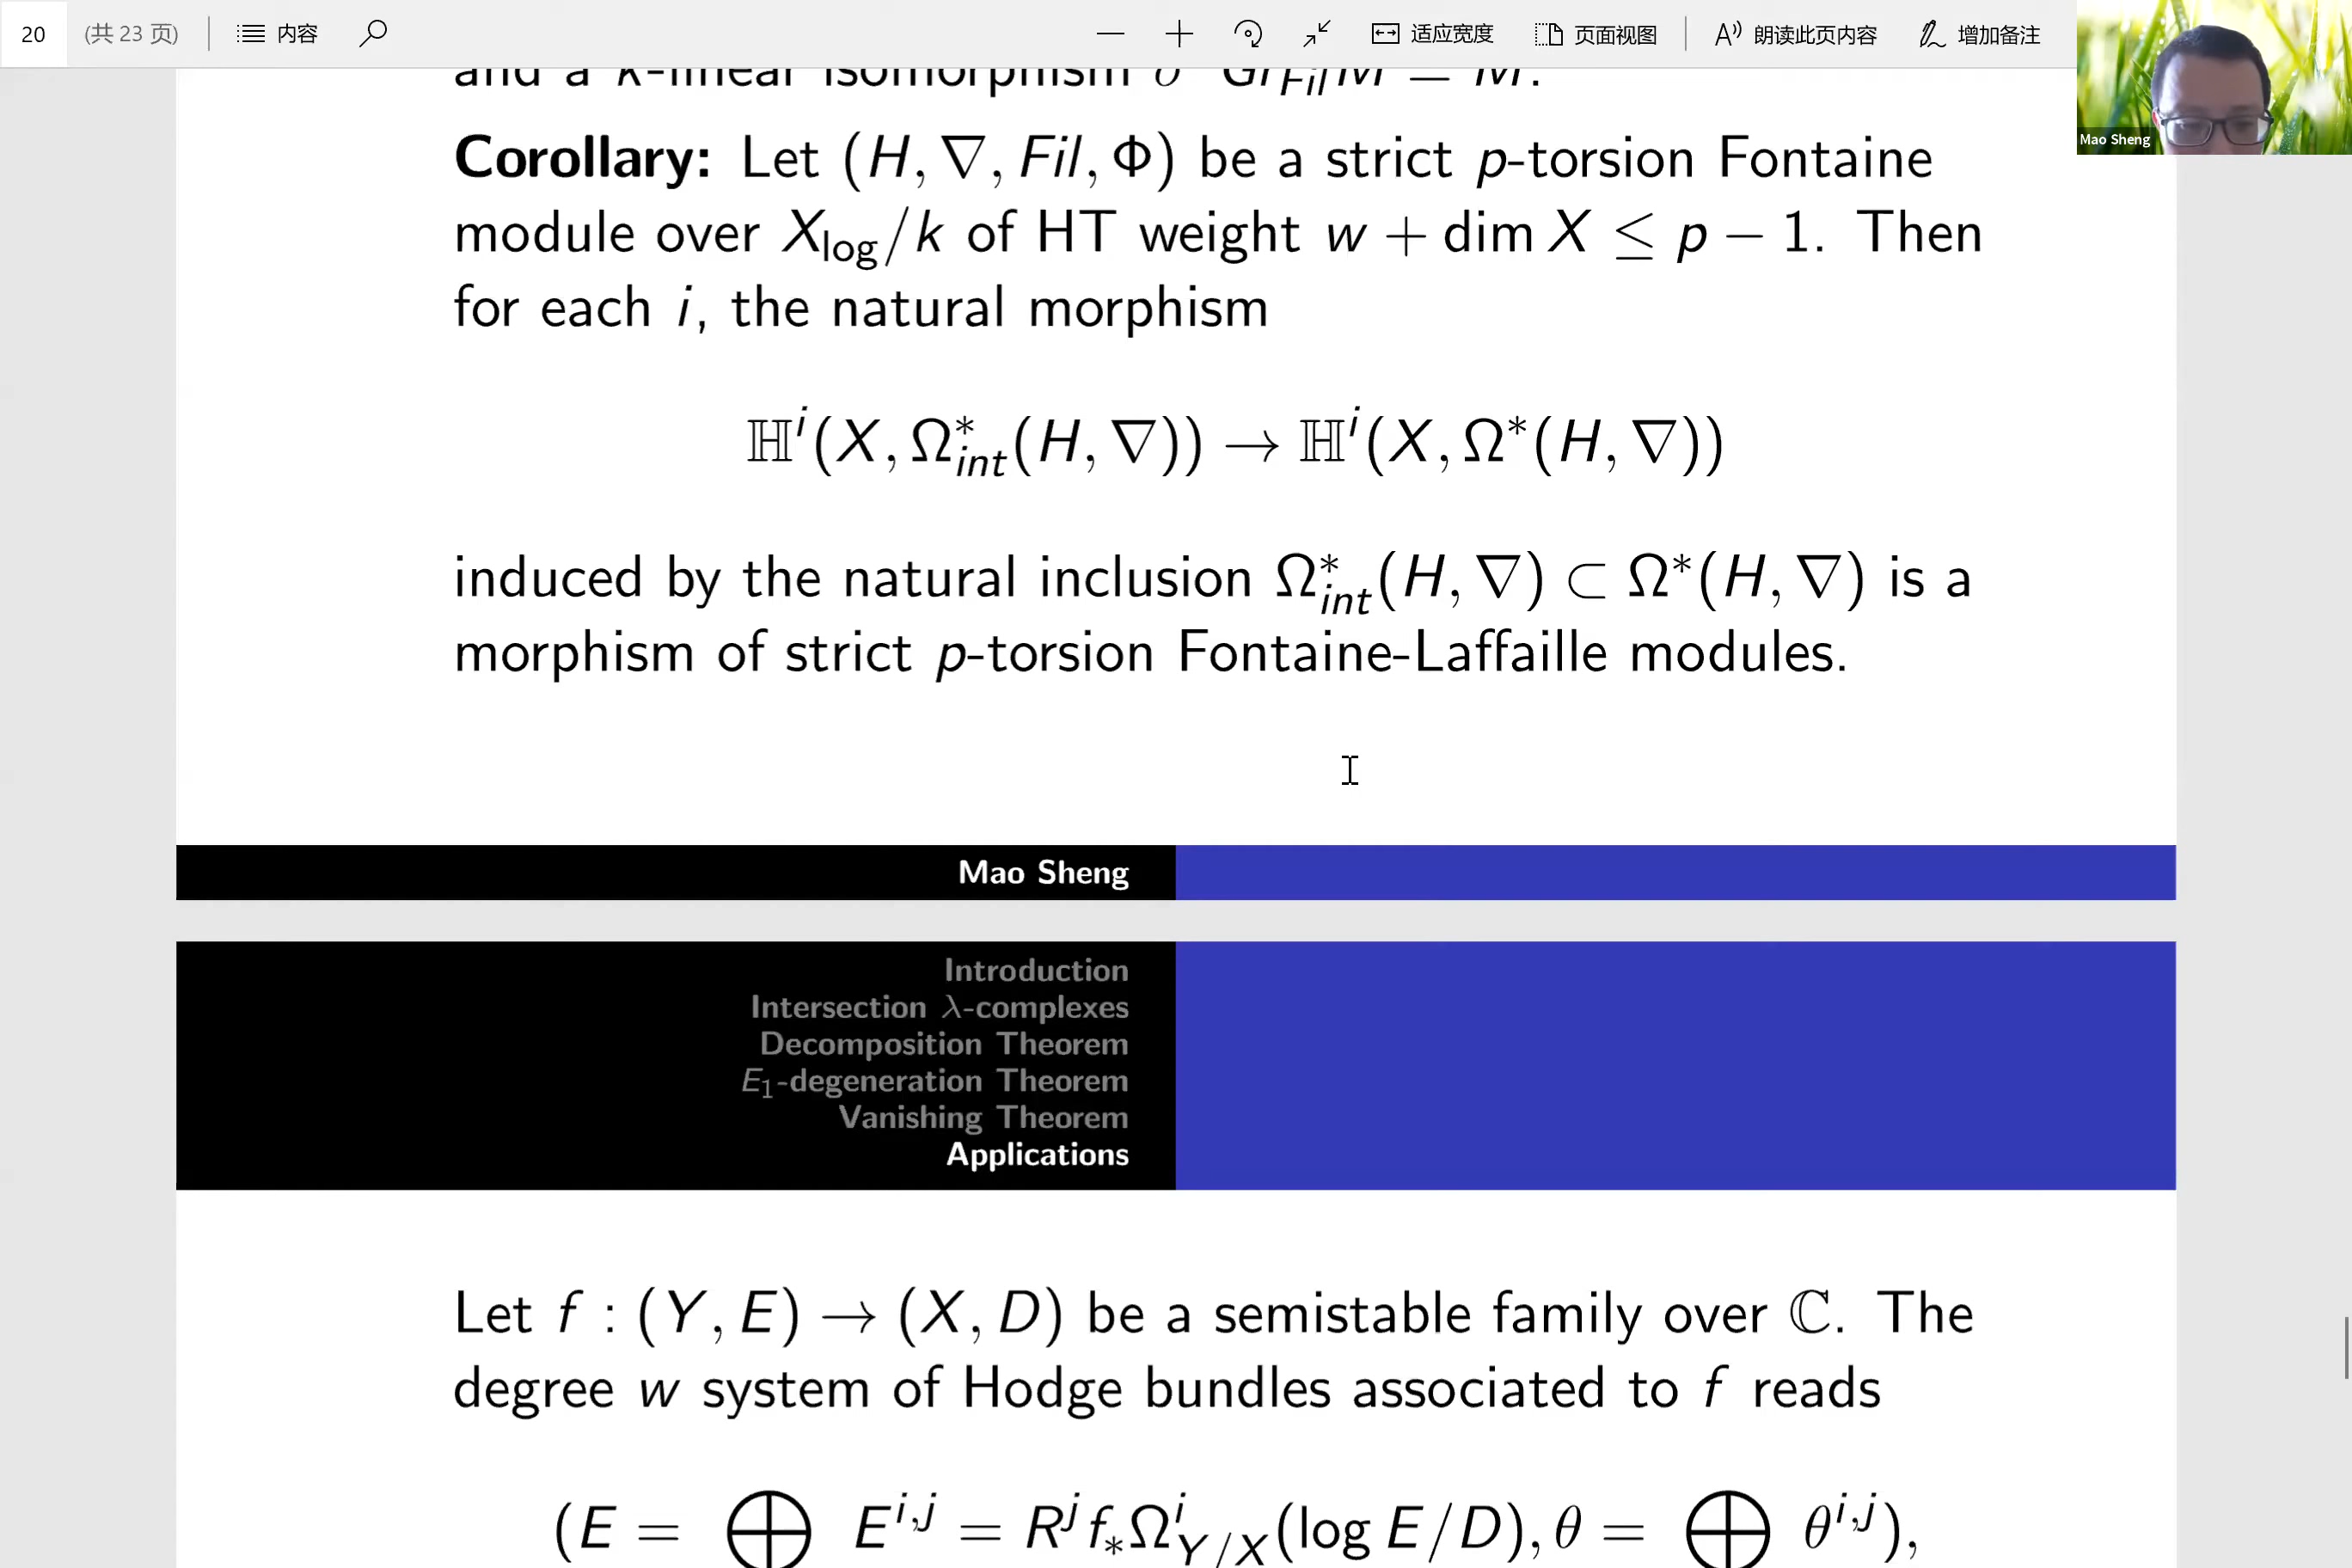 20 (共 23 页) 内容 适应宽度 页面视图 朗读此页内容 增加备注
Mao Sheng
and a k-linear isomorphism
Corollary: Let (H, ∇, Fil, Φ) be a strict p-torsion Fontaine
module over X_log/k of HT weight w + dim X ≤ p − 1. Then
for each i, the natural morphism
ℍ^i(X, Ω^*_int(H, ∇)) → ℍ^i(X, Ω^*(H, ∇))
induced by the natural inclusion Ω^*_int(H, ∇) ⊂ Ω^*(H, ∇) is a
morphism of strict p-torsion Fontaine-Laffaille modules.
Mao Sheng
Introduction
Intersection λ-complexes
Decomposition Theorem
E_1-degeneration Theorem
Vanishing Theorem
Applications
Let f : (Y, E) → (X, D) be a semistable family over ℂ. The
degree w system of Hodge bundles associated to f reads
(E = ⊕ E^{i,j} = R^j f_* Ω^i_{Y/X}(log E/D), θ = ⊕ θ^{i,j}),